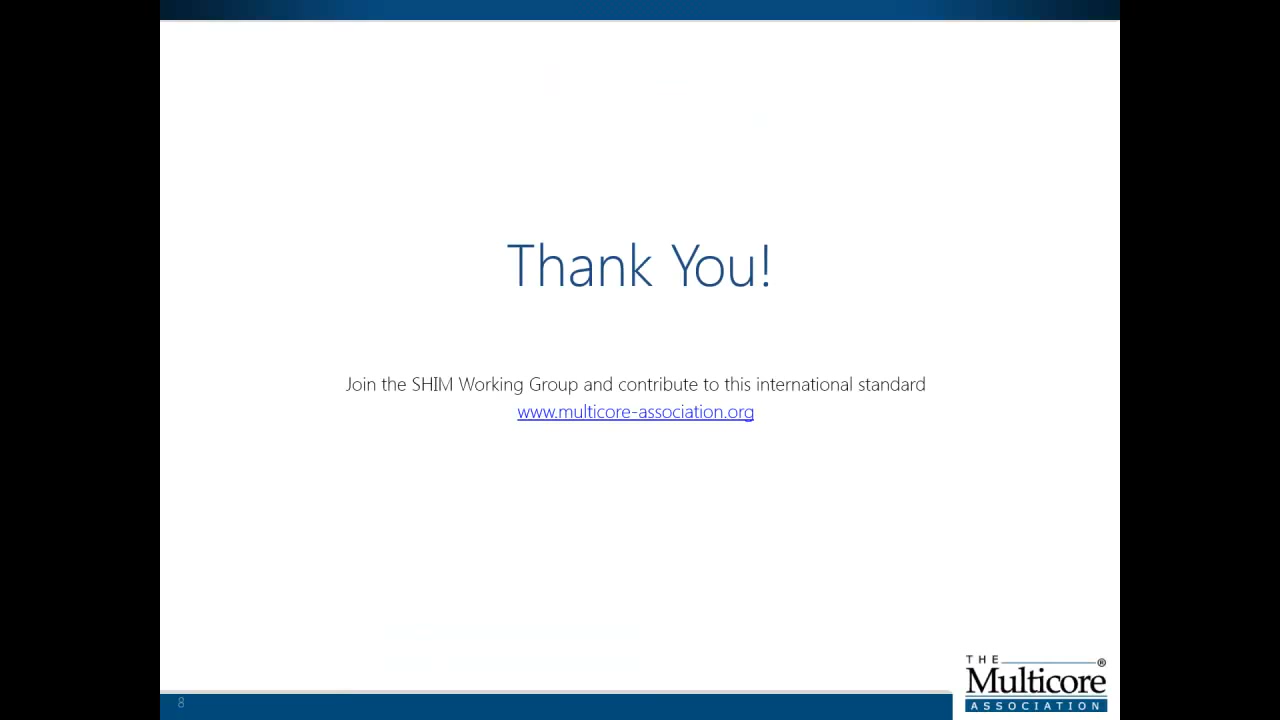 Thank You!
Join the SHIM Working Group and contribute to this international standard
www.multicore-association.org
8
THE
Multicore®
ASSOCIATION